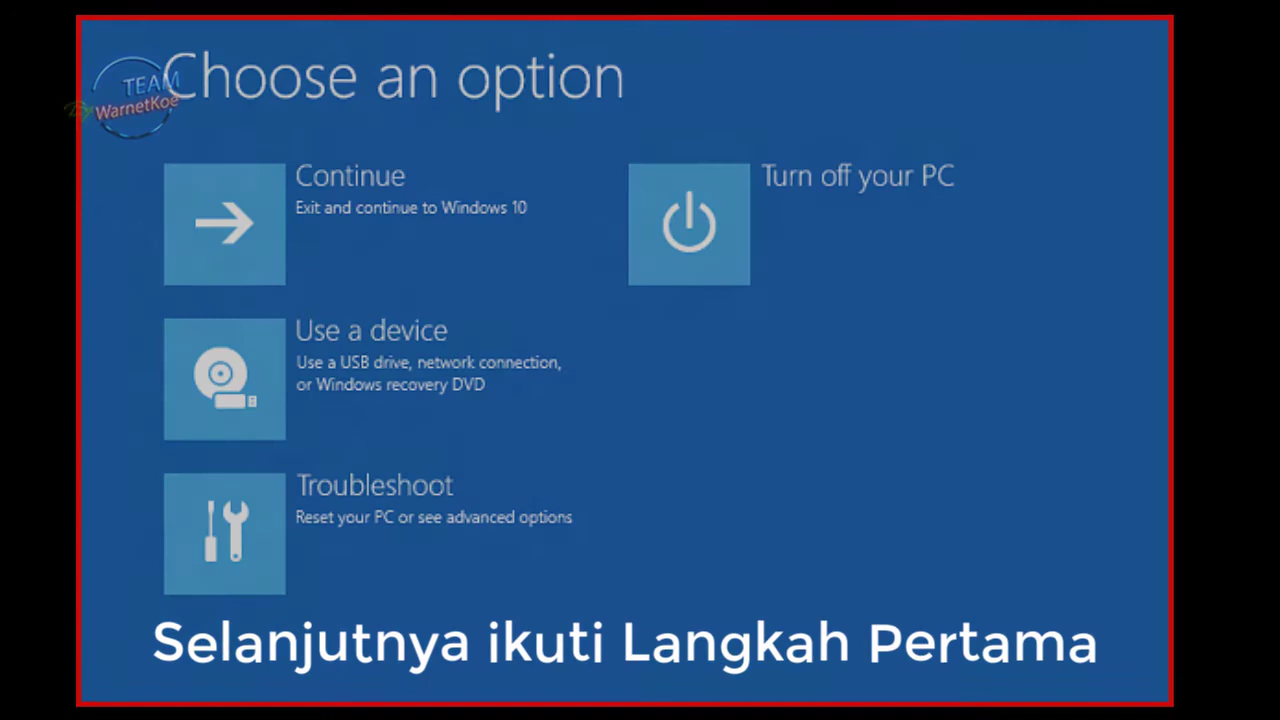 TEAM
By WarnetKoe
Choose an option
Continue
Exit and continue to Windows 10
Turn off your PC
Use a device
Use a USB drive, network connection,
or Windows recovery DVD
Troubleshoot
Reset your PC or see advanced options
Selanjutnya ikuti Langkah Pertama